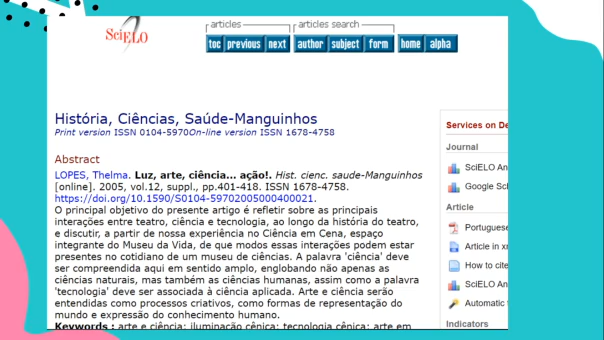 SciELO
articles
articles search
toc previous next
author subject form
home alpha
História, Ciências, Saúde-Manguinhos
Print version ISSN 0104-5970On-line version ISSN 1678-4758
Abstract
LOPES, Thelma. Luz, arte, ciência... ação!. Hist. cienc. saude-Manguinhos
[online]. 2005, vol.12, suppl., pp.401-418. ISSN 1678-4758.
https://doi.org/10.1590/S0104-59702005000400021.
O principal objetivo do presente artigo é refletir sobre as principais
interações entre teatro, ciência e tecnologia, ao longo da história do teatro,
e discutir, a partir de nossa experiência no Ciência em Cena, espaço
integrante do Museu da Vida, de que modos essas interações podem estar
presentes no cotidiano de um museu de ciências. A palavra 'ciência' deve
ser compreendida aqui em sentido amplo, englobando não apenas as
ciências naturais, mas também as ciências humanas, assim como a palavra
'tecnologia' deve ser associada à ciência aplicada. Arte e ciência serão
entendidas como processos criativos, como formas de representação do
mundo e expressão do conhecimento humano.
Keywords : arte e ciência; iluminação cênica; tecnologia cênica; arte em
Services on De
Journal
SciELO An
Google Sc
Article
Portugues
Article in x
How to cite
SciELO An
Automatic
Indicators